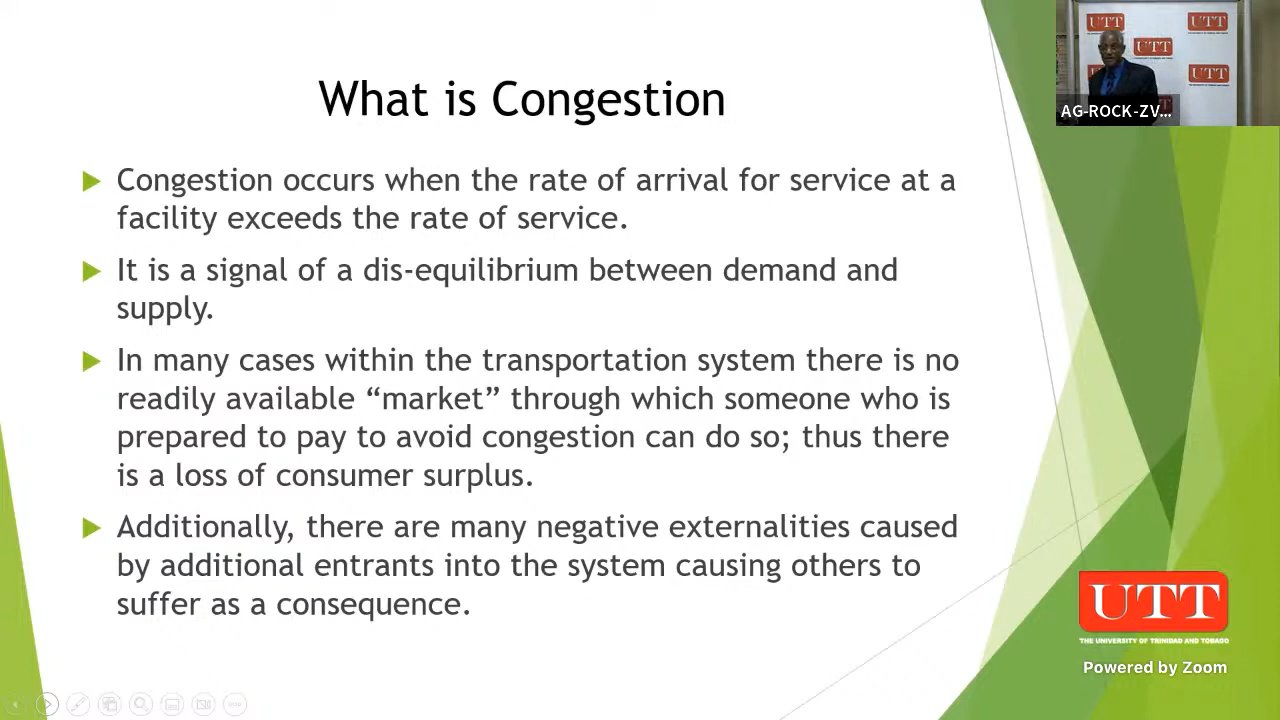 What is Congestion
Congestion occurs when the rate of arrival for service at a
facility exceeds the rate of service.
It is a signal of a dis-equilibrium between demand and
supply.
In many cases within the transportation system there is no
readily available “market” through which someone who is
prepared to pay to avoid congestion can do so; thus there
is a loss of consumer surplus.
Additionally, there are many negative externalities caused
by additional entrants into the system causing others to
suffer as a consequence.
UTT
UTT
UTT
UTT
AG-ROCK-ZV...
UTT
THE UNIVERSITY OF TRINIDAD AND TOBAGO
Powered by Zoom